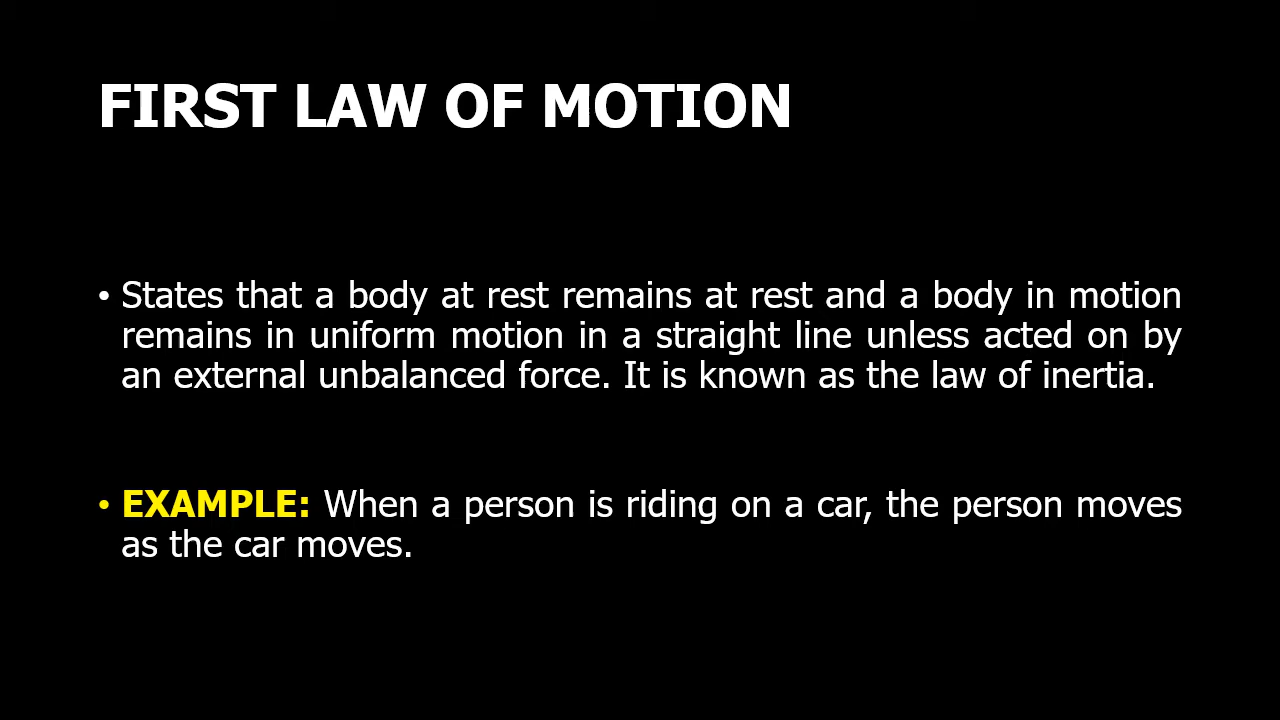 FIRST LAW OF MOTION
• States that a body at rest remains at rest and a body in motion
remains in uniform motion in a straight line unless acted on by
an external unbalanced force. It is known as the law of inertia.
• EXAMPLE: When a person is riding on a car, the person moves
as the car moves.